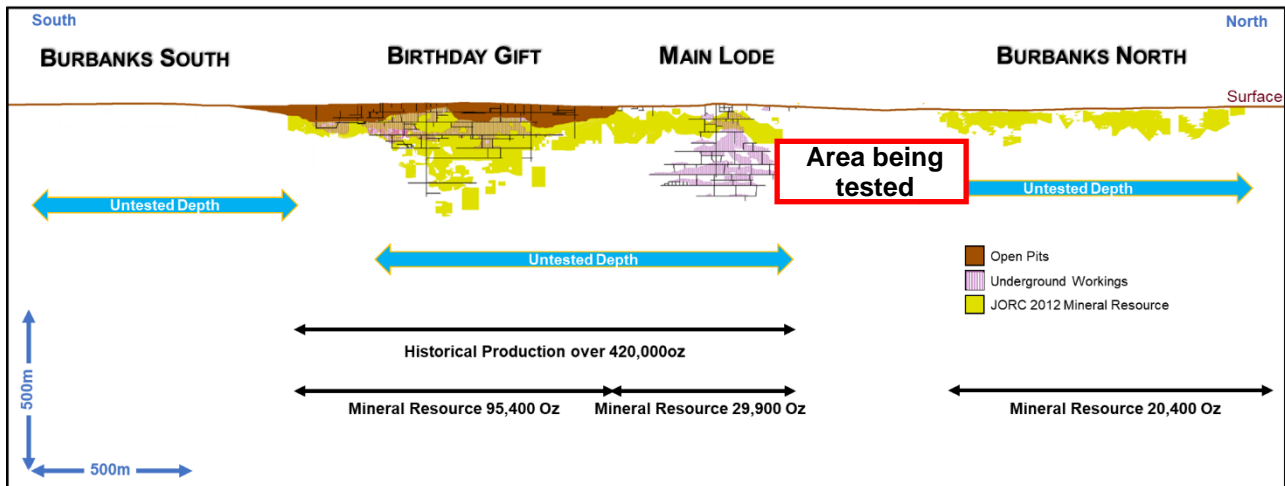 South
North
BURBANKS SOUTH
BIRTHDAY GIFT
MAIN LODE
BURBANKS NORTH
Surface
Area being
tested
Untested Depth
Untested Depth
Untested Depth
Open Pits
Underground Workings
JORC 2012 Mineral Resource
Historical Production over 420,000oz
500m
Mineral Resource 95,400 Oz
Mineral Resource 29,900 Oz
Mineral Resource 20,400 Oz
500m